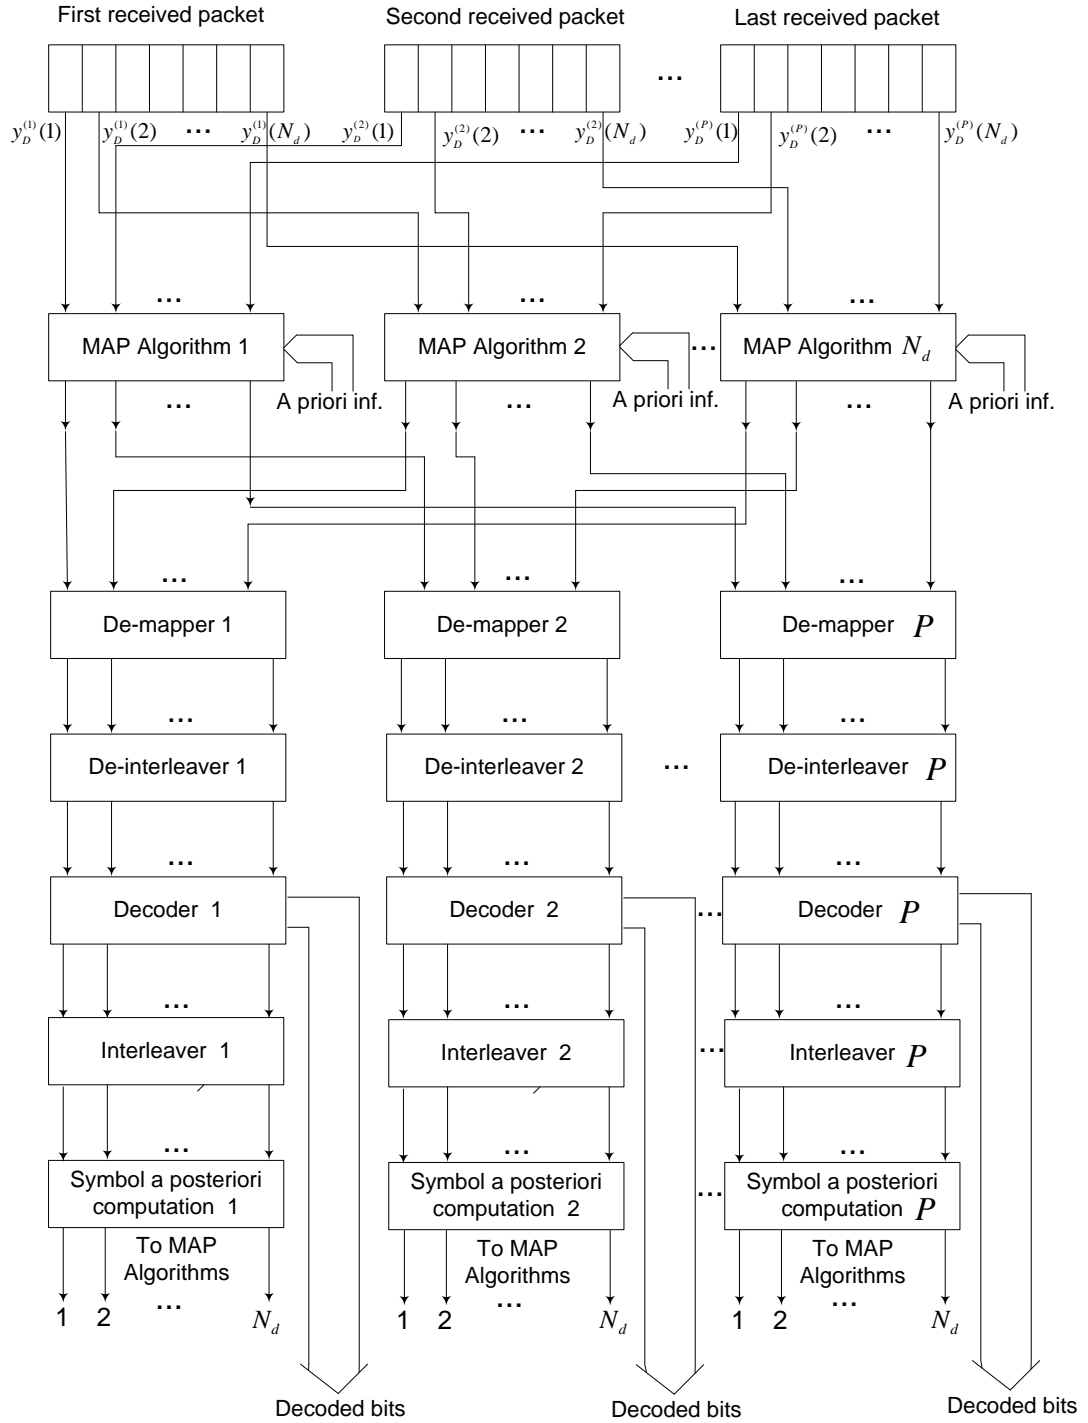 First received packet
Second received packet
Last received packet
...
y_D^{(1)}(1) y_D^{(1)}(2) ... y_D^{(1)}(N_d) y_D^{(2)}(1) y_D^{(2)}(2) ... y_D^{(2)}(N_d) y_D^{(P)}(1) y_D^{(P)}(2) ... y_D^{(P)}(N_d)
... ... ...
MAP Algorithm 1
MAP Algorithm 2
...
MAP Algorithm N_d
... ... ...
A priori inf.
A priori inf.
A priori inf.
... ... ...
De-mapper 1
De-mapper 2
De-mapper P
... ... ...
De-interleaver 1
De-interleaver 2
...
De-interleaver P
... ... ...
Decoder 1
Decoder 2
...
Decoder P
... ... ...
Interleaver 1
Interleaver 2
...
Interleaver P
... ... ...
Symbol a posteriori
computation 1
Symbol a posteriori
computation 2
...
Symbol a posteriori
computation P
To MAP
Algorithms
To MAP
Algorithms
To MAP
Algorithms
1 2 ... N_d
1 2 ... N_d
1 2 ... N_d
Decoded bits
Decoded bits
Decoded bits